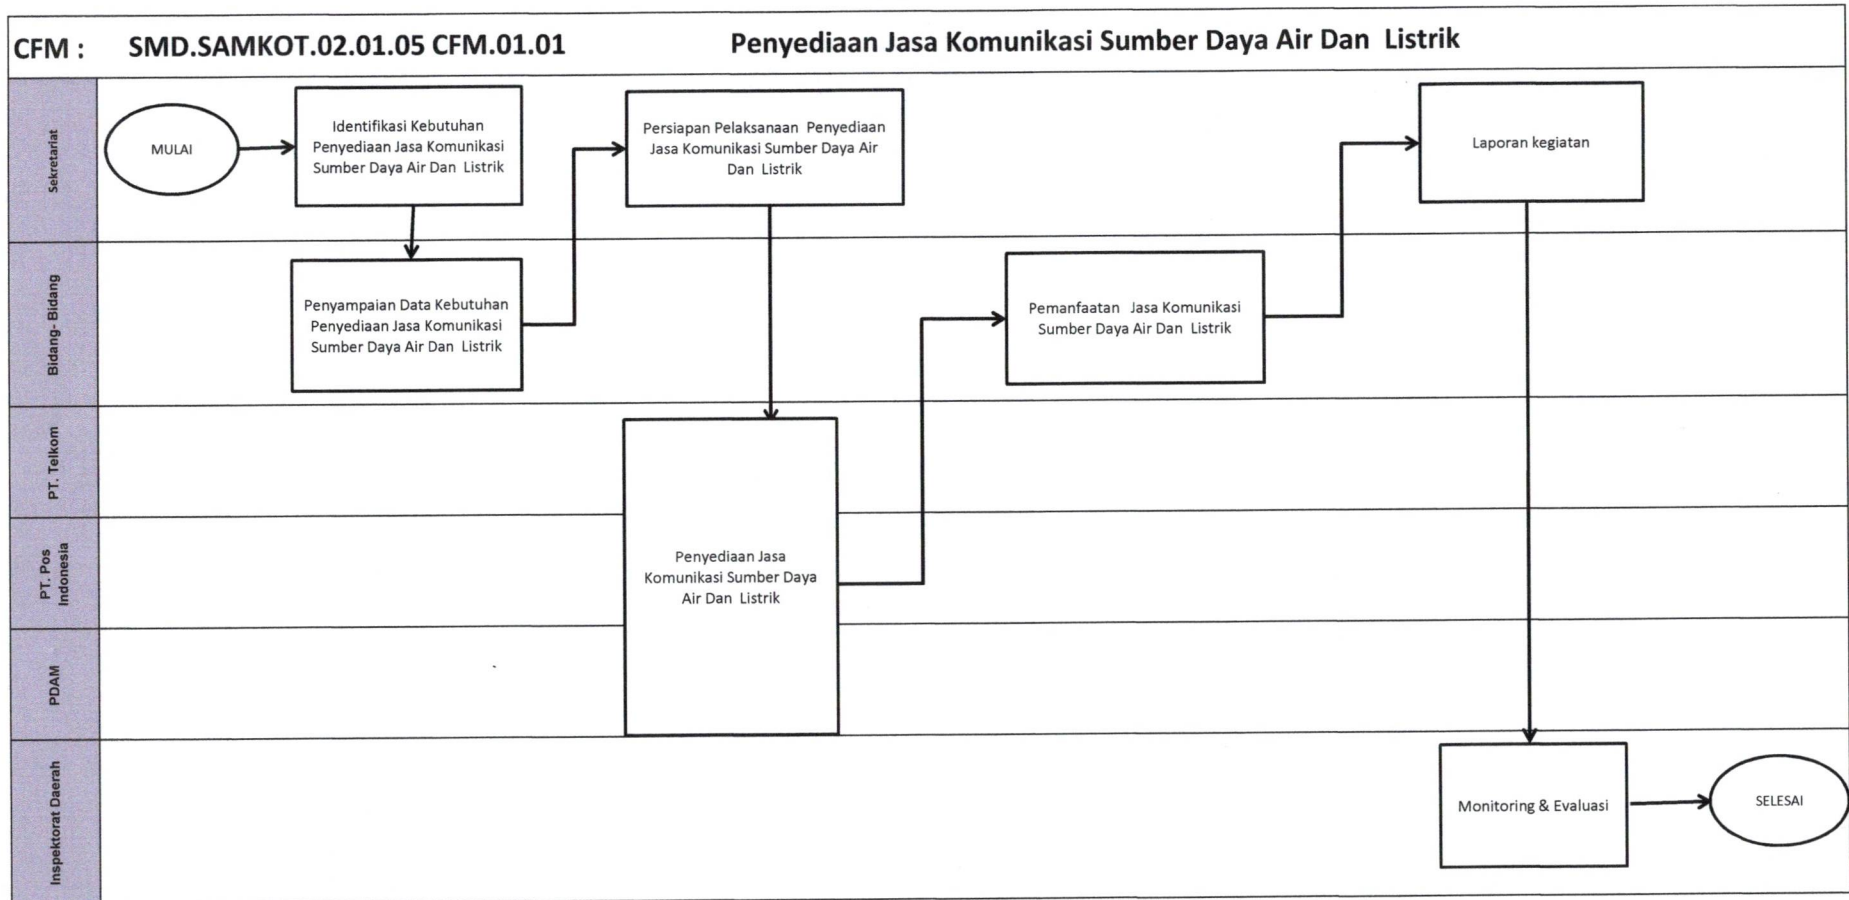 CFM : SMD.SAMKOT.02.01.05 CFM.01.01 Penyediaan Jasa Komunikasi Sumber Daya Air Dan Listrik
Sekretariat
MULAI
Identifikasi Kebutuhan
Penyediaan Jasa Komunikasi
Sumber Daya Air Dan Listrik
Persiapan Pelaksanaan Penyediaan
Jasa Komunikasi Sumber Daya Air
Dan Listrik
Laporan kegiatan
Bidang- Bidang
Penyampaian Data Kebutuhan
Penyediaan Jasa Komunikasi
Sumber Daya Air Dan Listrik
Pemanfaatan Jasa Komunikasi
Sumber Daya Air Dan Listrik
PT. Telkom
PT. Pos
Indonesia
Penyediaan Jasa
Komunikasi Sumber Daya
Air Dan Listrik
PDAM
Inspektorat Daerah
Monitoring & Evaluasi
SELESAI